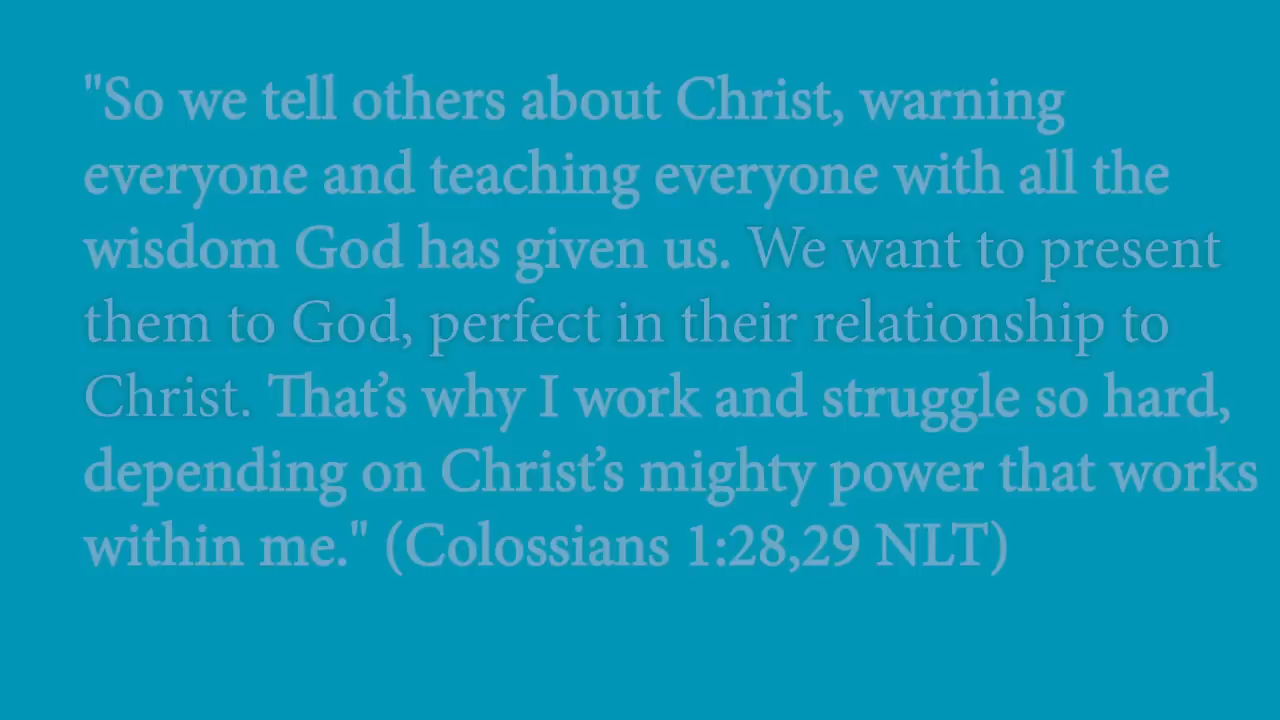 "So we tell others about Christ, warning
everyone and teaching everyone with all the
wisdom God has given us. We want to present
them to God, perfect in their relationship to
Christ. That’s why I work and struggle so hard,
depending on Christ’s mighty power that works
within me." (Colossians 1:28,29 NLT)